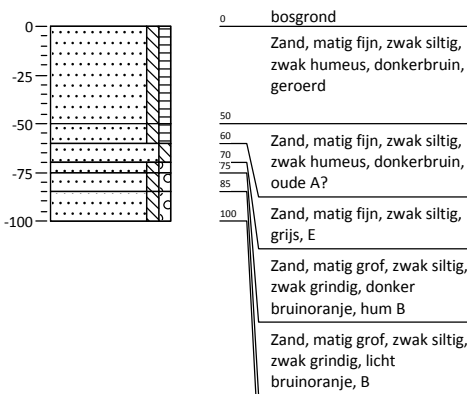 0
-25
-50
-75
-100
0
bosgrond
Zand, matig fijn, zwak siltig,
zwak humeus, donkerbruin,
geroerd
50
Zand, matig fijn, zwak siltig,
zwak humeus, donkerbruin,
oude A?
60
Zand, matig fijn, zwak siltig,
grijs, E
70
Zand, matig grof, zwak siltig,
zwak grindig, donker
bruinoranje, hum B
75
Zand, matig grof, zwak siltig,
zwak grindig, licht
bruinoranje, B
85
100